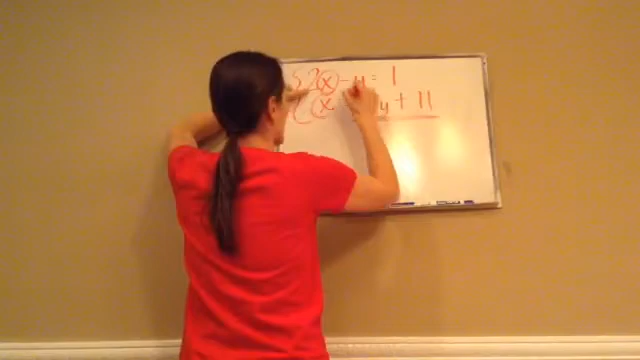 2x - y = 1
x y + 11